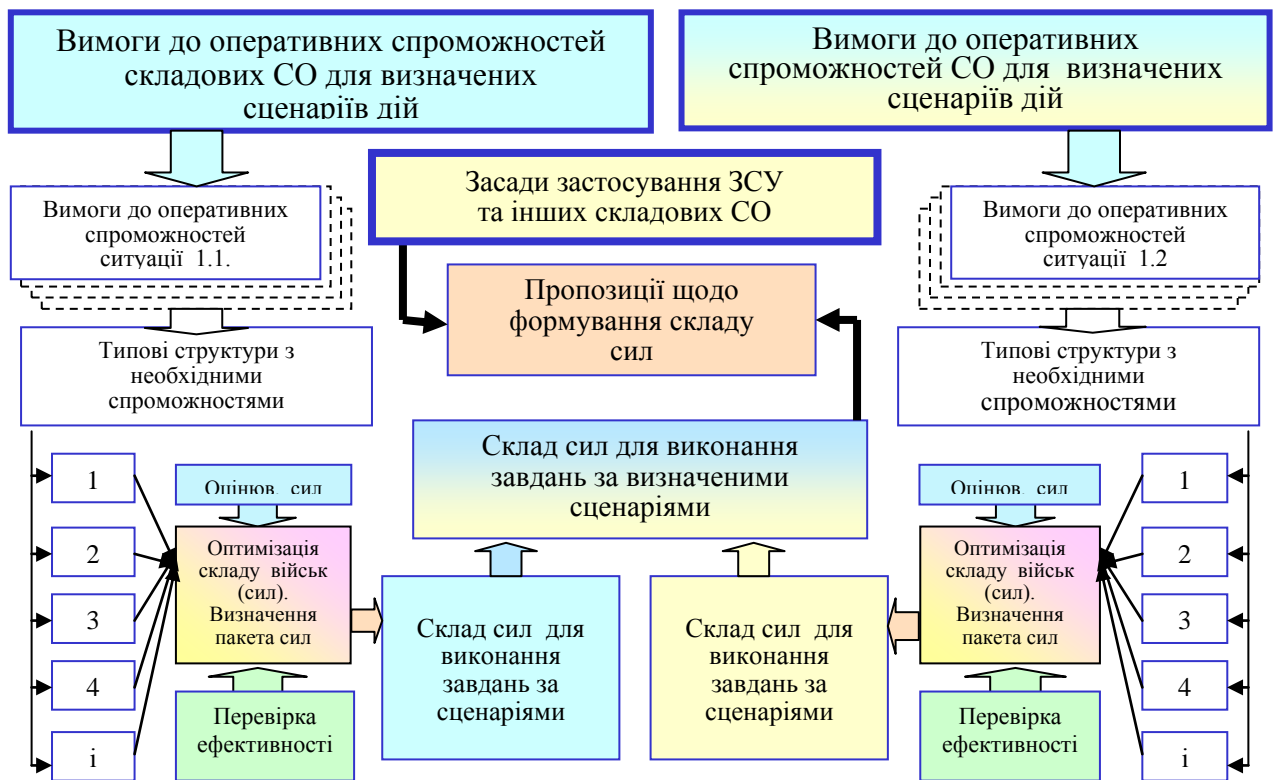 Вимоги до оперативних спроможностей
складових СО для визначених
сценаріїв дій
Вимоги до оперативних
спроможностей СО для визначених
сценаріїв дій
Засади застосування ЗСУ
та інших складових СО
Вимоги до оперативних
спроможностей
ситуації 1.1.
Вимоги до оперативних
спроможностей
ситуації 1.2
Пропозиції щодо
формування складу
сил
Типові структури з
необхідними
спроможностями
Типові структури з
необхідними
спроможностями
Склад сил для виконання
завдань за визначеними
сценаріями
1
2
3
4
і
Оцінюв. сил
Оптимізація
складу військ
(сил).
Визначення
пакета сил
Перевірка
ефективності
Склад сил для
виконання
завдань за
сценаріями
Склад сил для
виконання
завдань за
сценаріями
Оцінюв. сил
Оптимізація
складу військ
(сил).
Визначення
пакета сил
Перевірка
ефективності
1
2
3
4
і